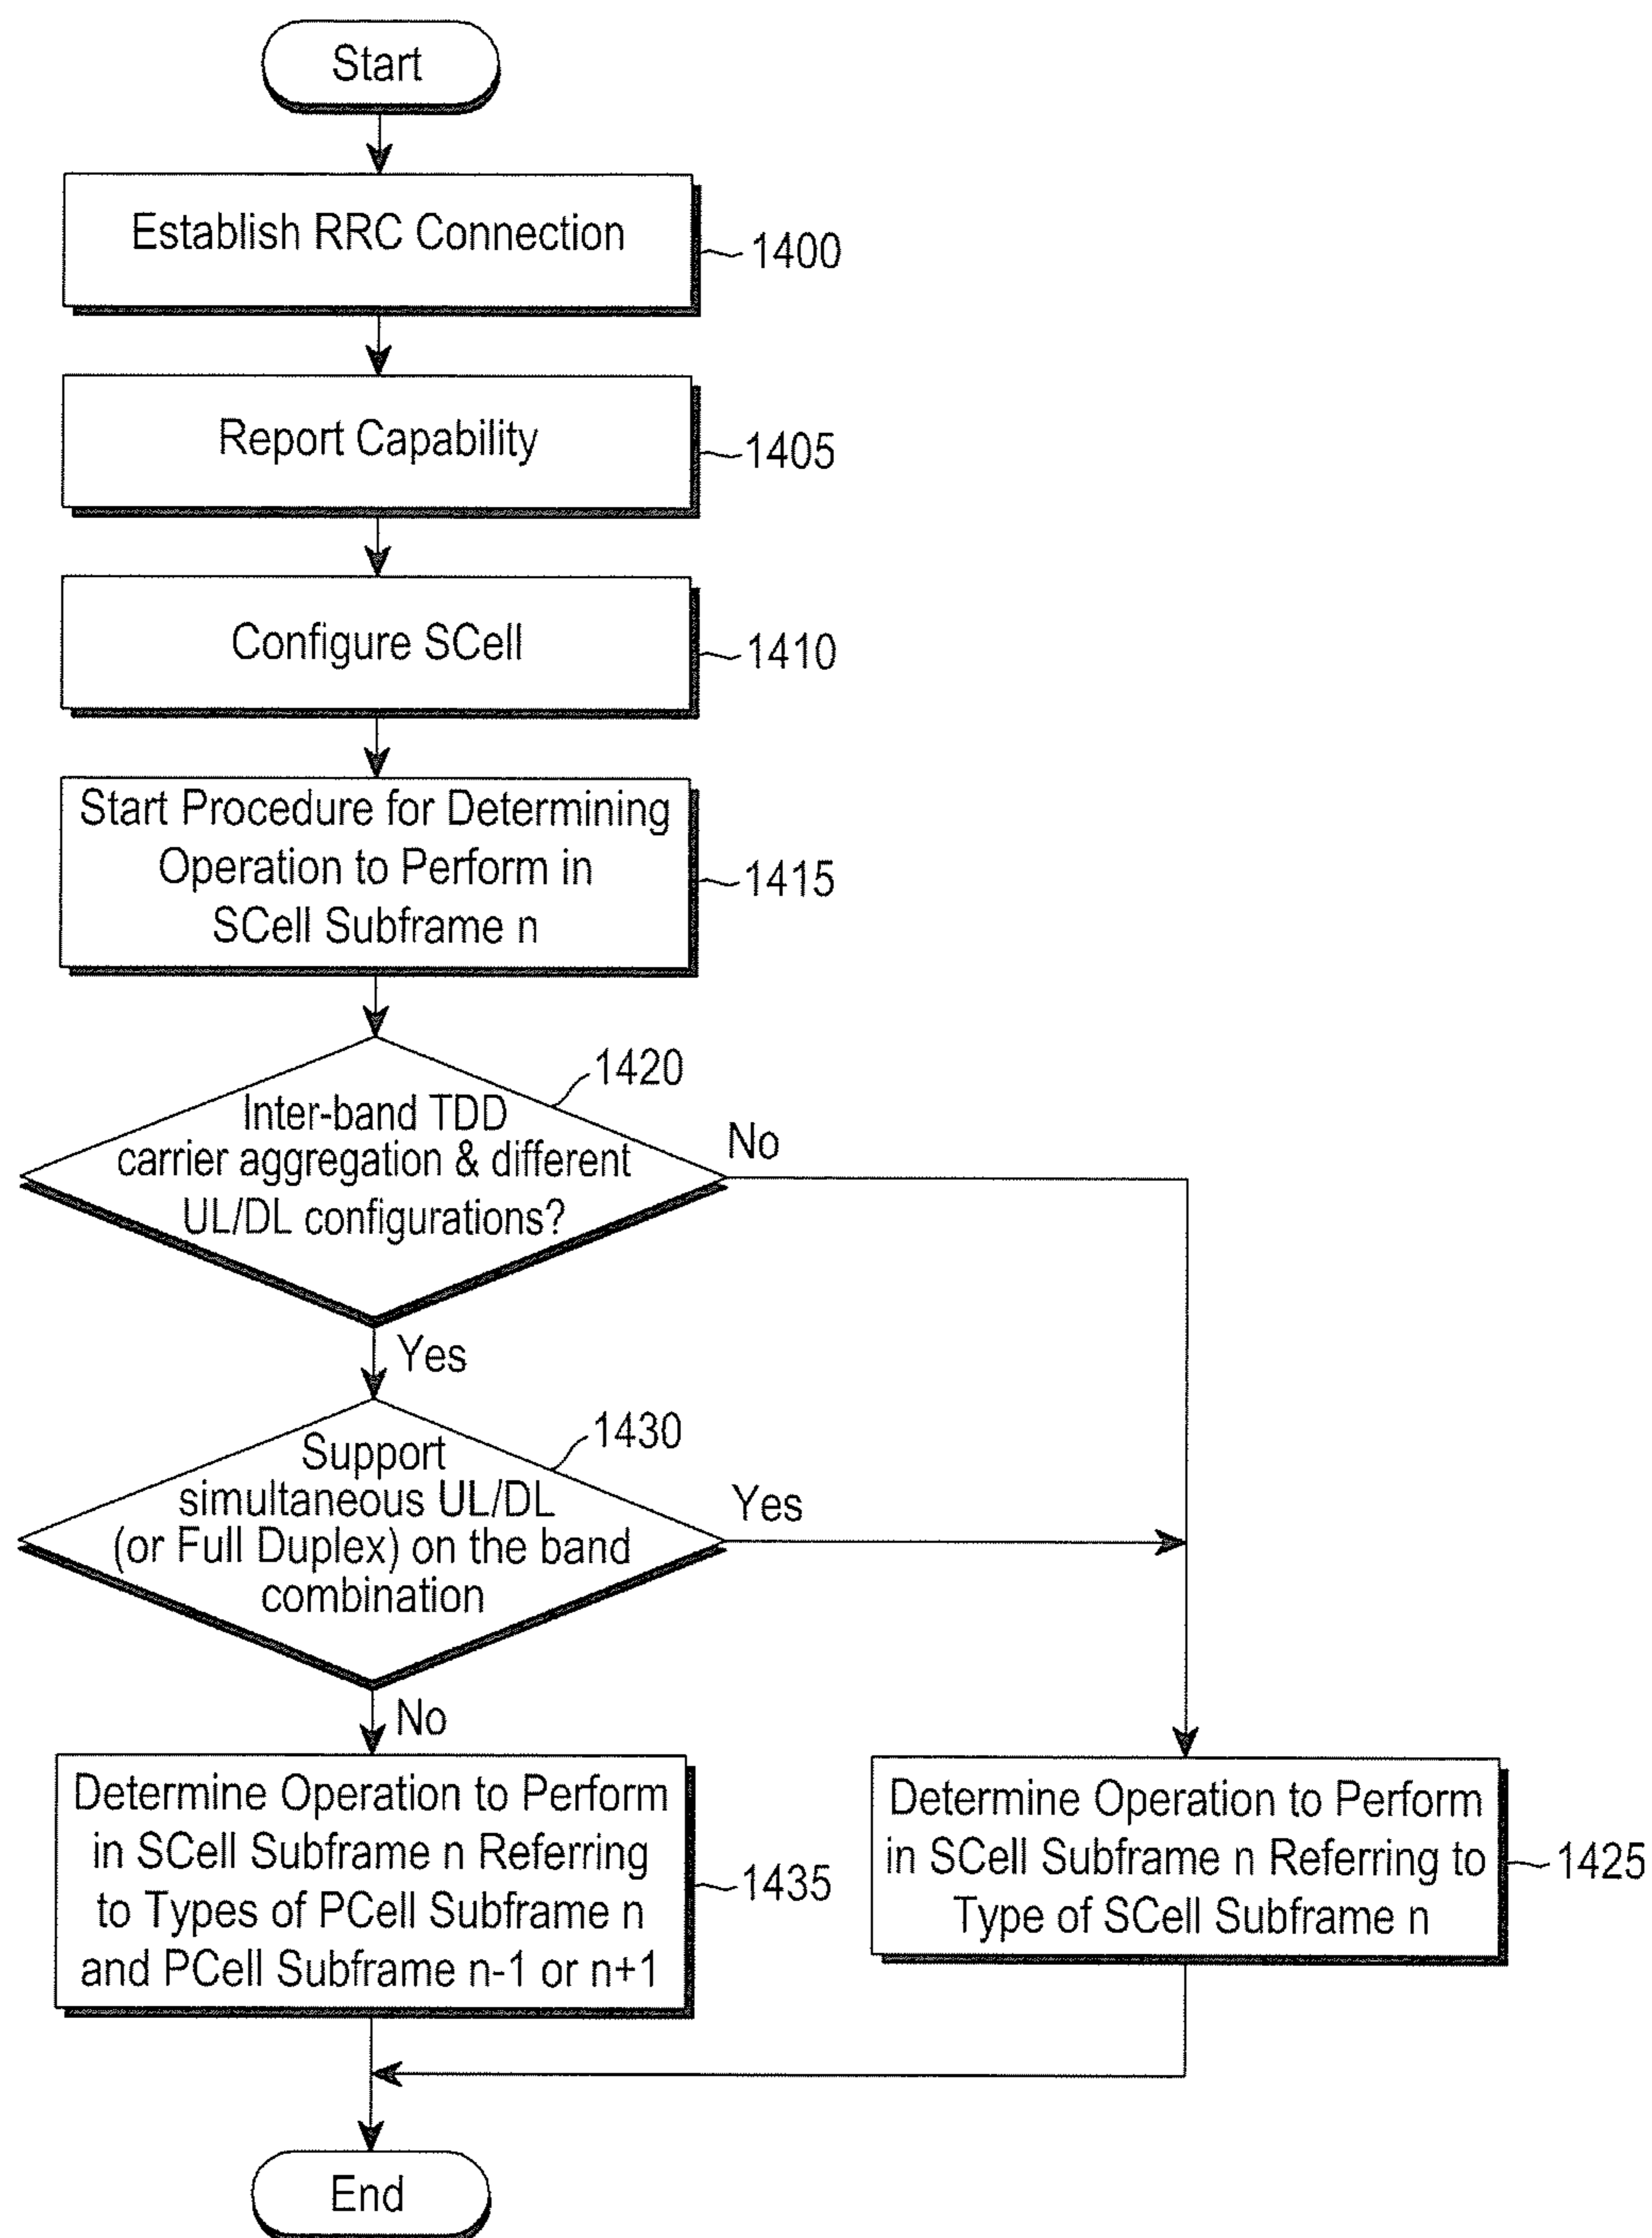 Start
Establish RRC Connection
1400
Report Capability
1405
Configure SCell
1410
Start Procedure for Determining
Operation to Perform in
SCell Subframe n
1415
1420
Inter-band TDD
carrier aggregation & different
UL/DL configurations?
No
Yes
1430
Support
simultaneous UL/DL
(or Full Duplex) on the band
combination
Yes
No
Determine Operation to Perform
in SCell Subframe n Referring
to Types of PCell Subframe n
and PCell Subframe n-1 or n+1
1435
Determine Operation to Perform
in SCell Subframe n Referring to
Type of SCell Subframe n
1425
End